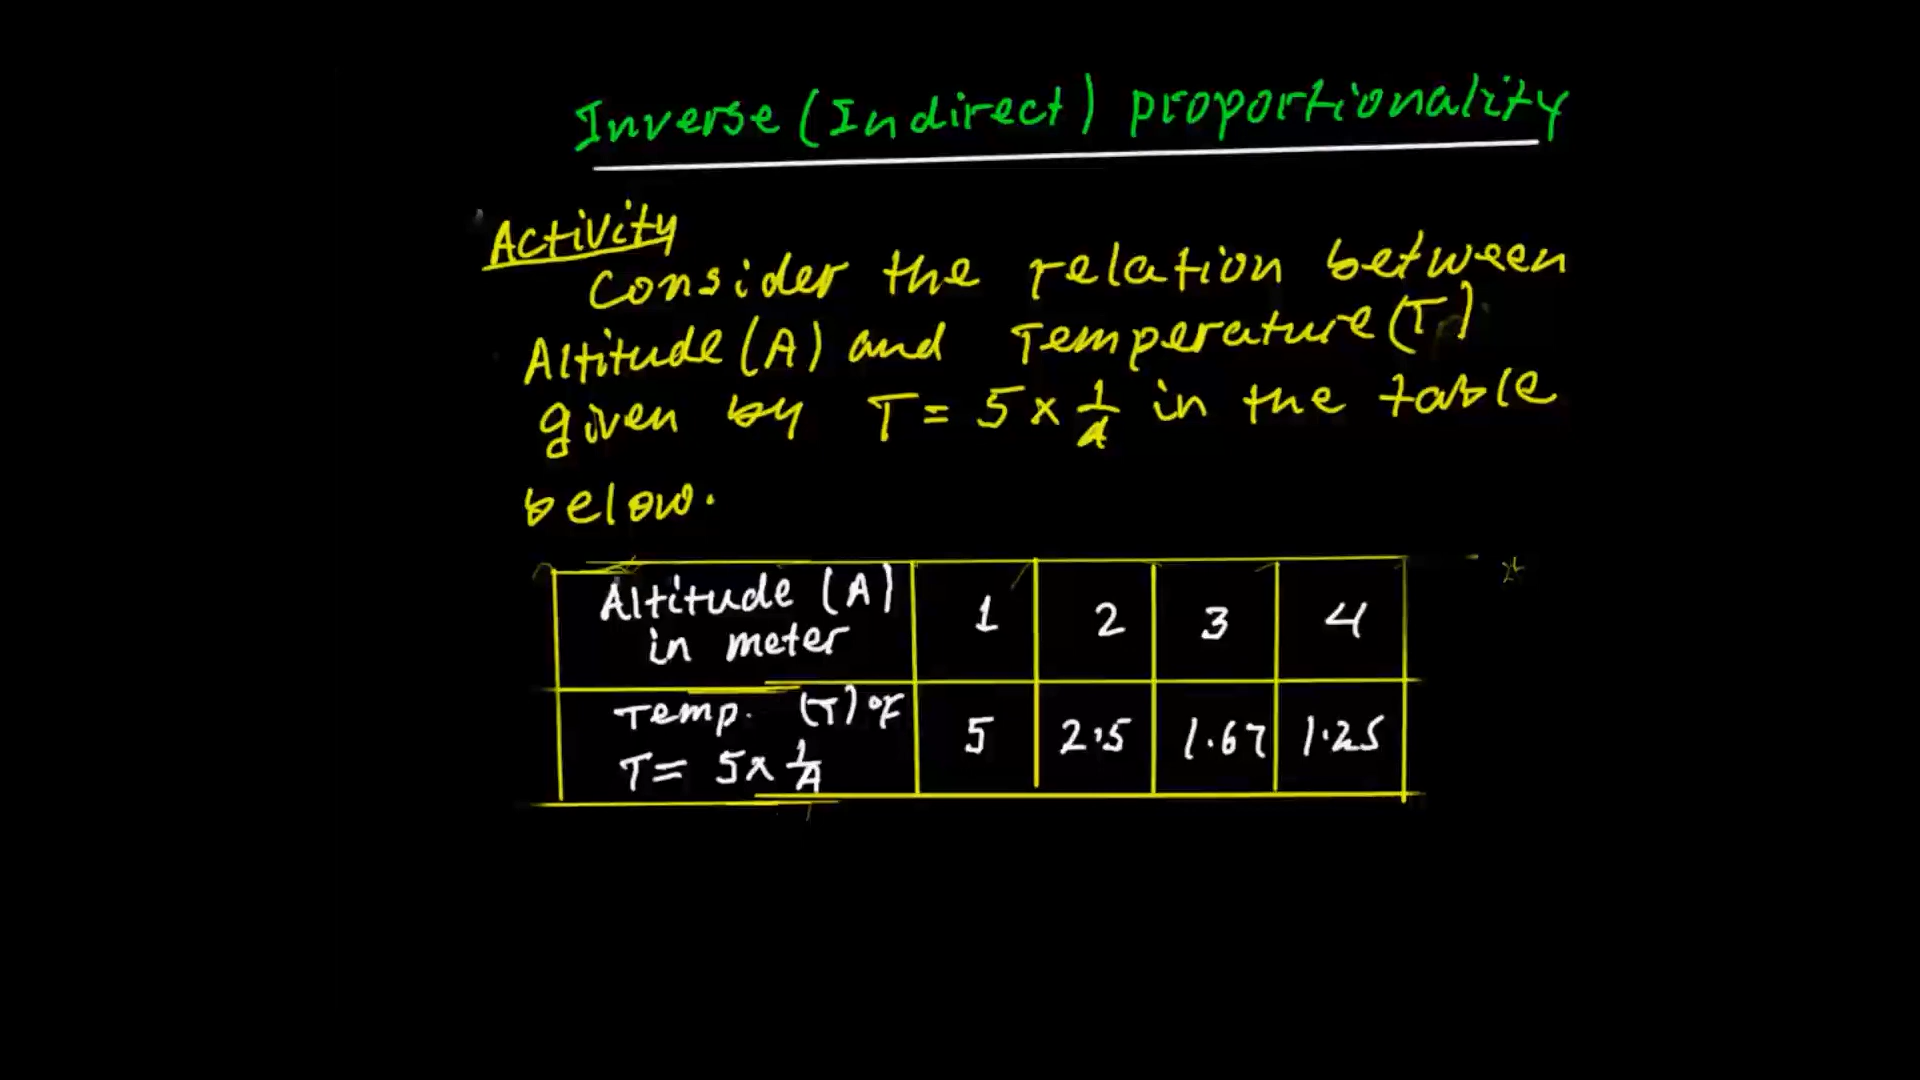 Inverse (Indirect) proportionality
Activity
Consider the relation between
Altitude (A) and Temperature (T)
given by T = 5 × 1/A in the table
below.
Altitude (A) in meter 1 2 3 4
Temp. (T) °F T = 5 × 1/A 5 2.5 1.67 1.25